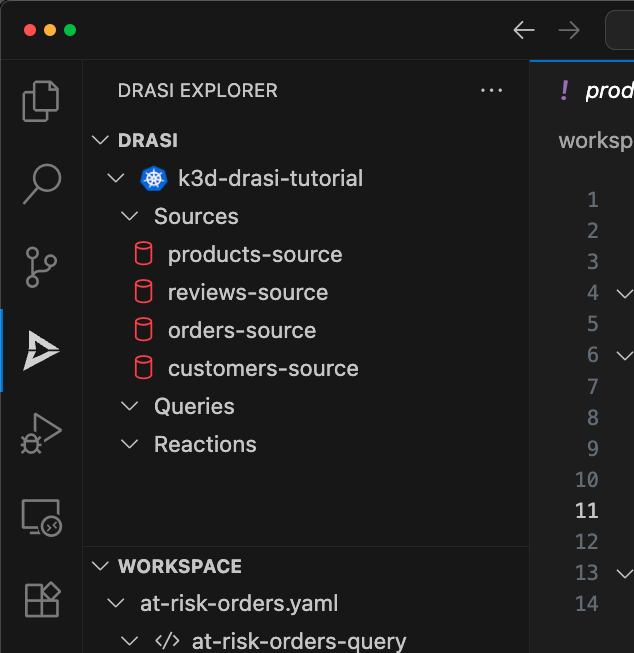 DRASI EXPLORER
! prod
DRASI
worksp
k3d-drasi-tutorial
Sources
1
products-source
2
reviews-source
3
4
orders-source
5
customers-source
6
7
Queries
8
Reactions
9
10
11
12
WORKSPACE
13
at-risk-orders.yaml
14
</> at-risk-orders-query